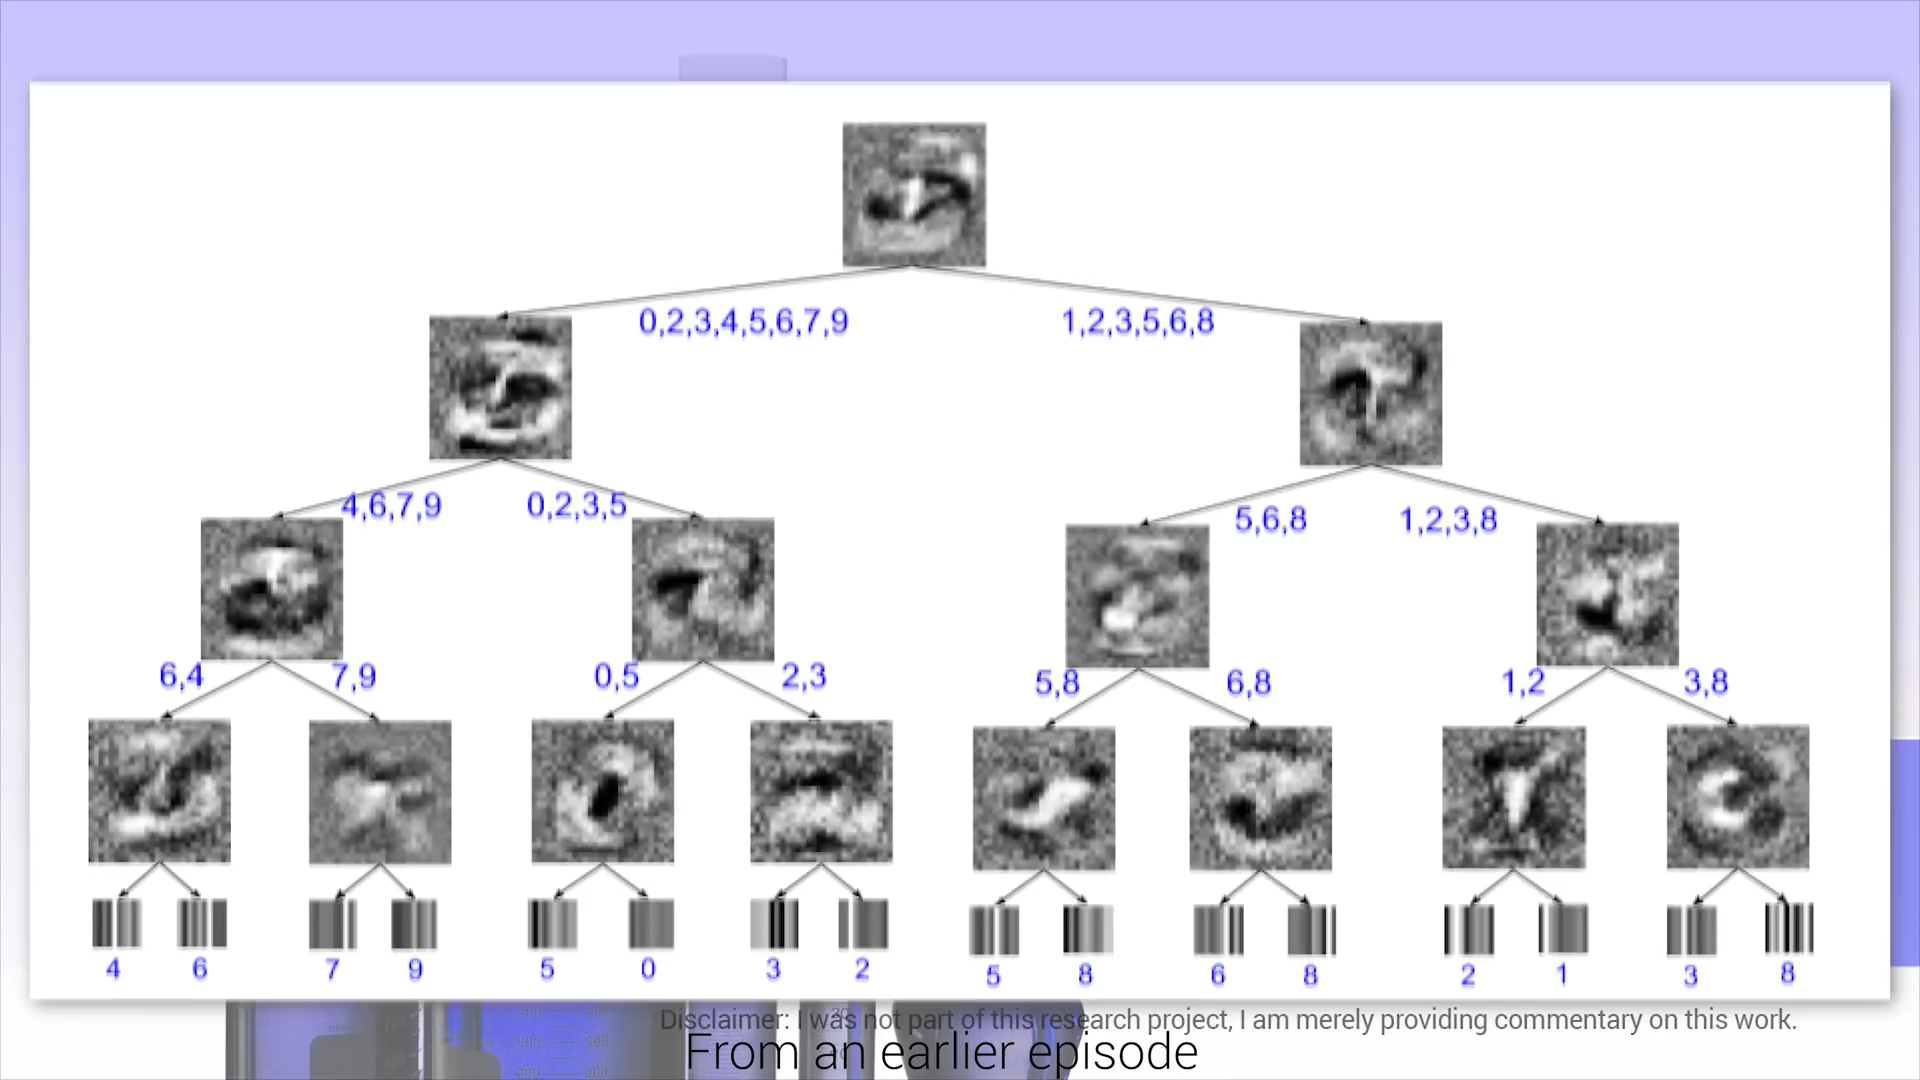 0,2,3,4,5,6,7,9 1,2,3,5,6,8
4,6,7,9 0,2,3,5 5,6,8 1,2,3,8
6,4 7,9 0,5 2,3 5,8 6,8 1,2 3,8
4 6 7 9 5 0 3 2 5 8 6 8 2 1 3 8
Disclaimer: I was not part of this research project, I am merely providing commentary on this work.
From an earlier episode